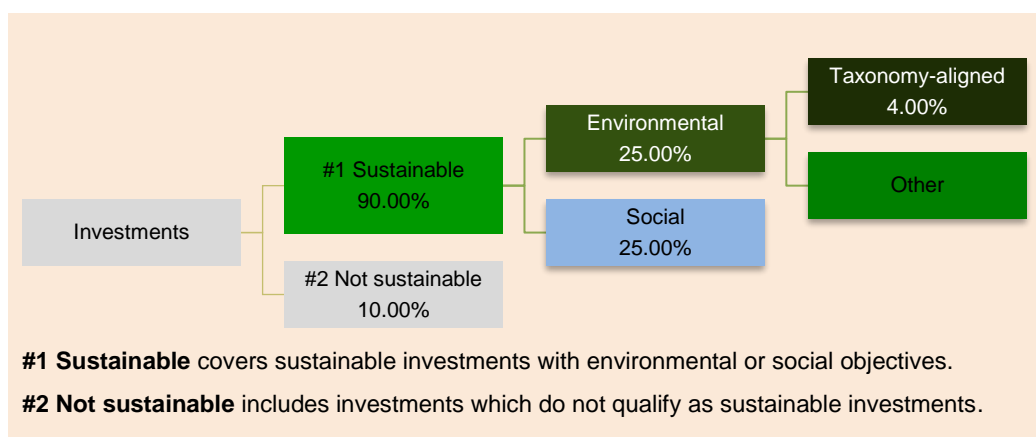 Taxonomy-aligned
4.00%
Environmental
25.00%
#1 Sustainable
90.00%
Other
Investments
Social
25.00%
#2 Not sustainable
10.00%
#1 Sustainable covers sustainable investments with environmental or social objectives.
#2 Not sustainable includes investments which do not qualify as sustainable investments.